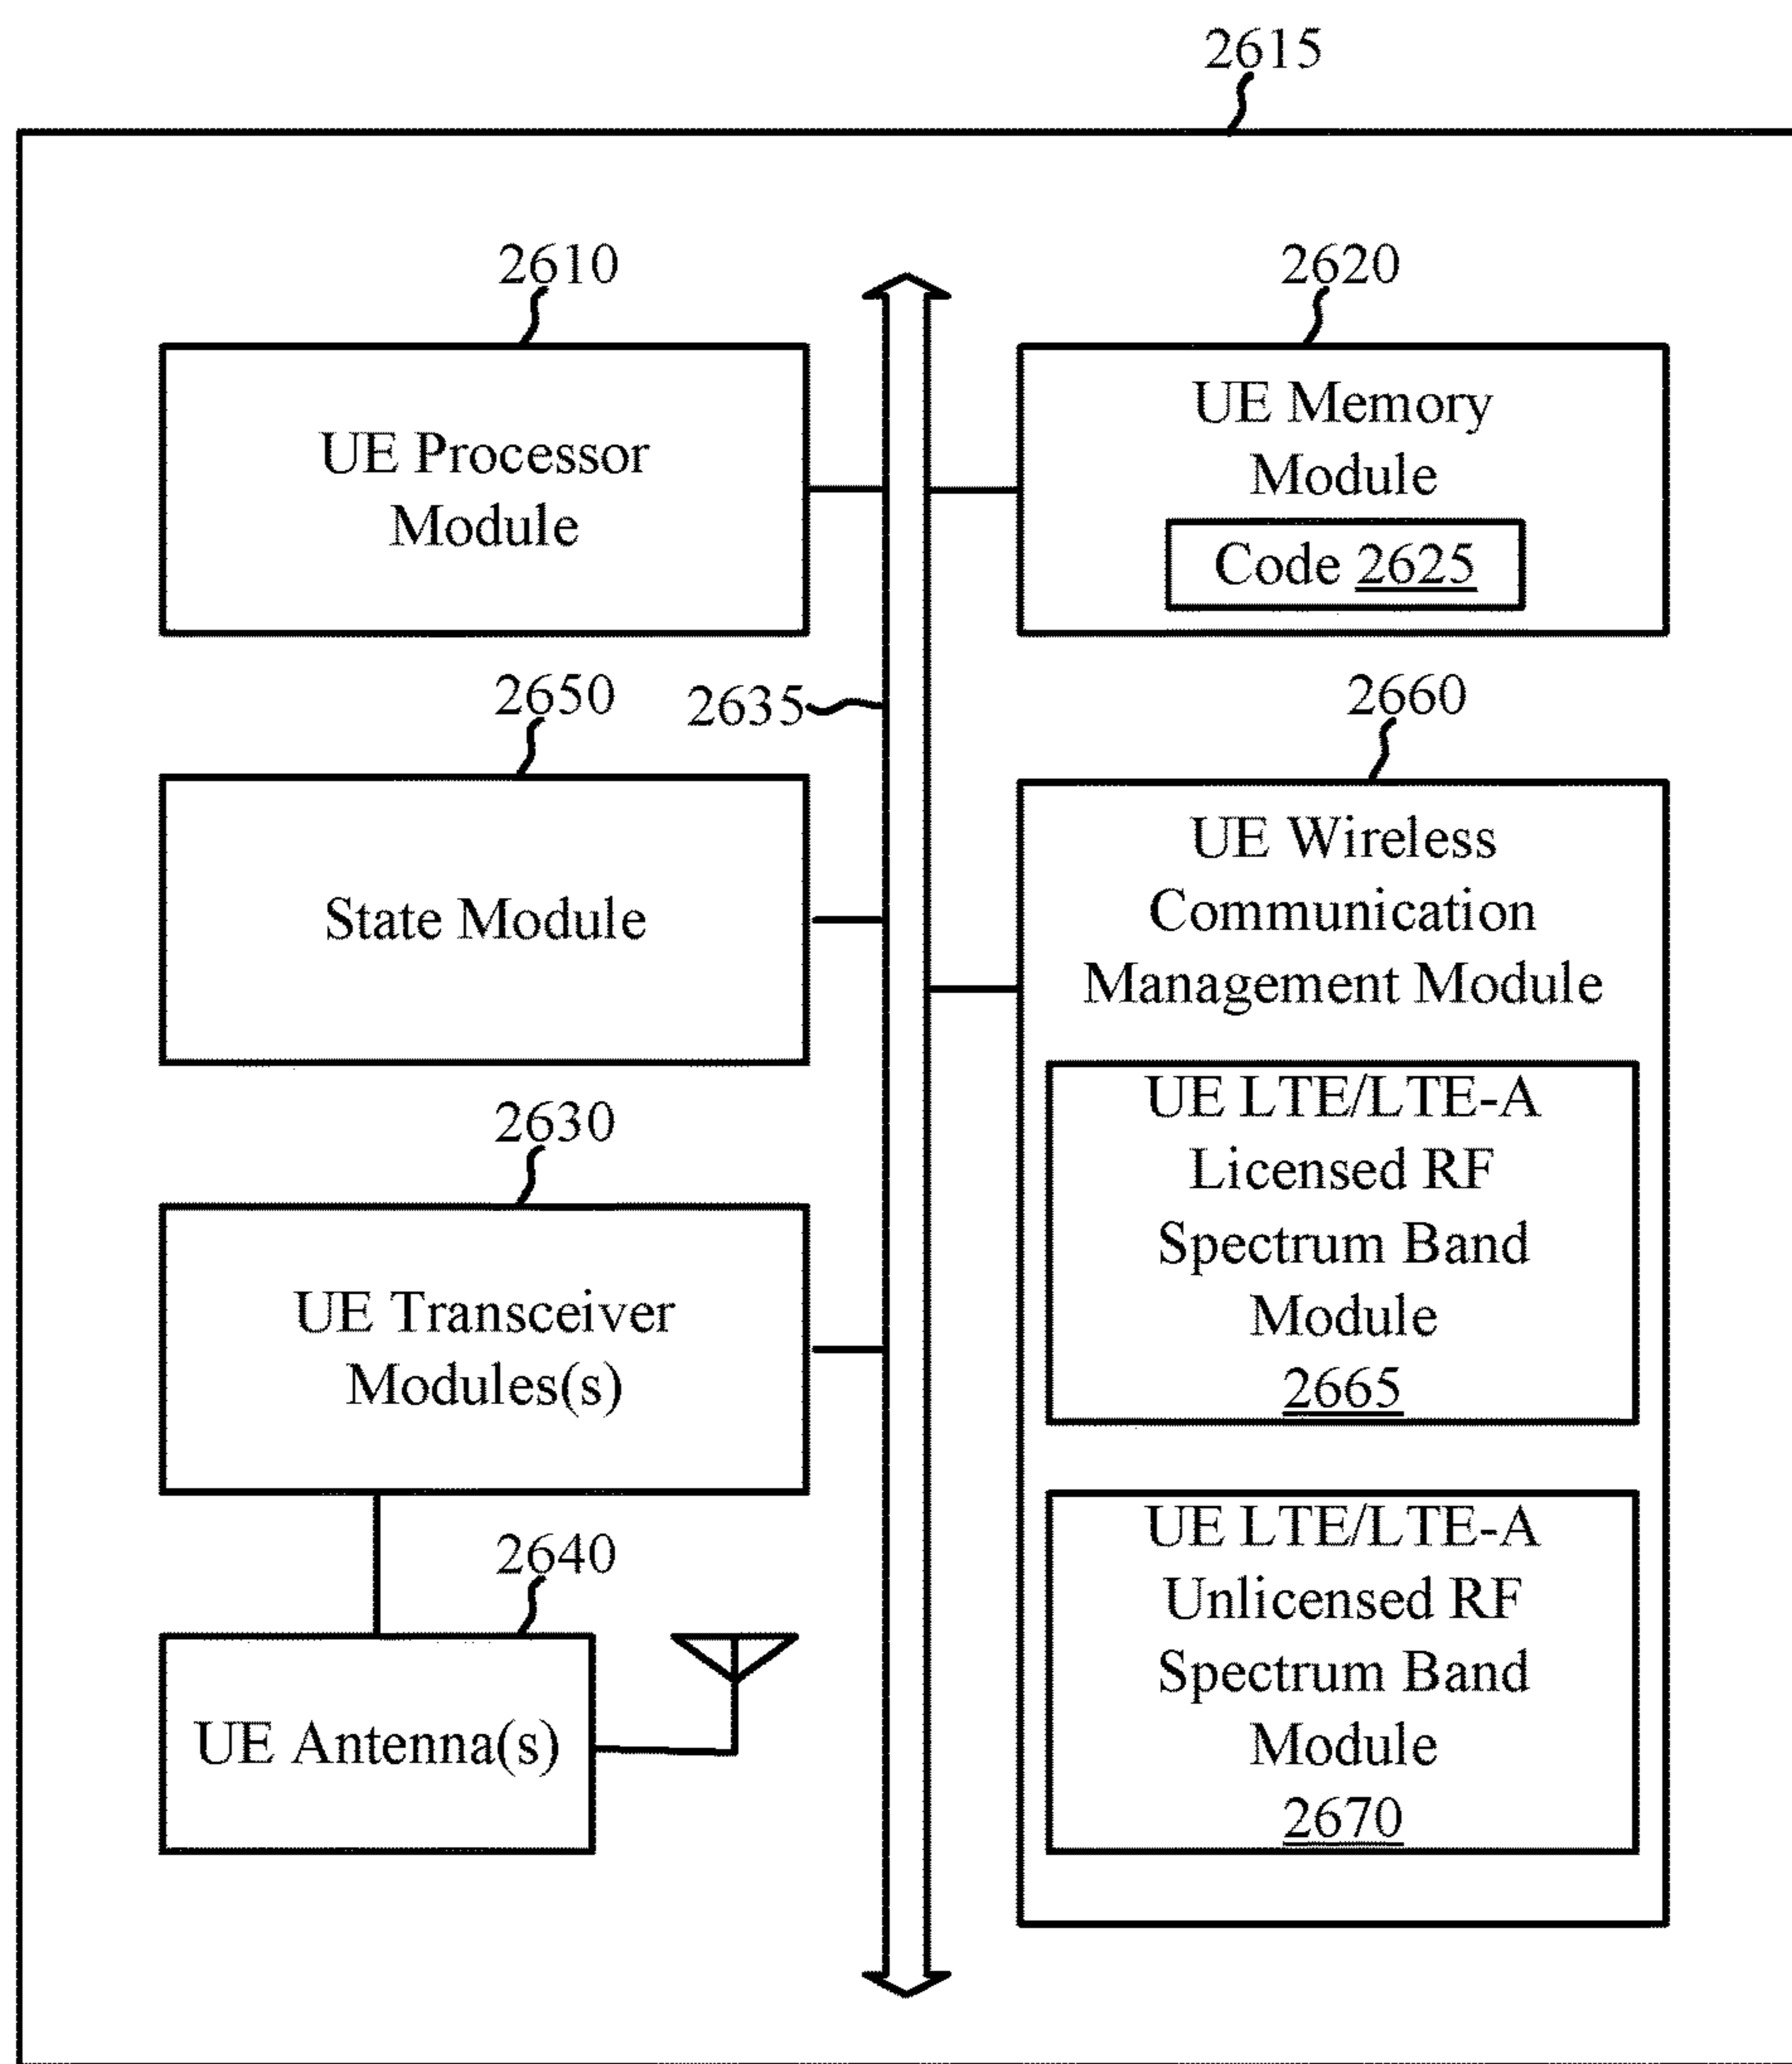 2615
2610
UE Processor
Module
2620
UE Memory
Module
Code 2625
2635
2650
State Module
2660
UE Wireless
Communication
Management Module
UE LTE/LTE-A
Licensed RF
Spectrum Band
Module
2665
UE LTE/LTE-A
Unlicensed RF
Spectrum Band
Module
2670
2630
UE Transceiver
Modules(s)
2640
UE Antenna(s)